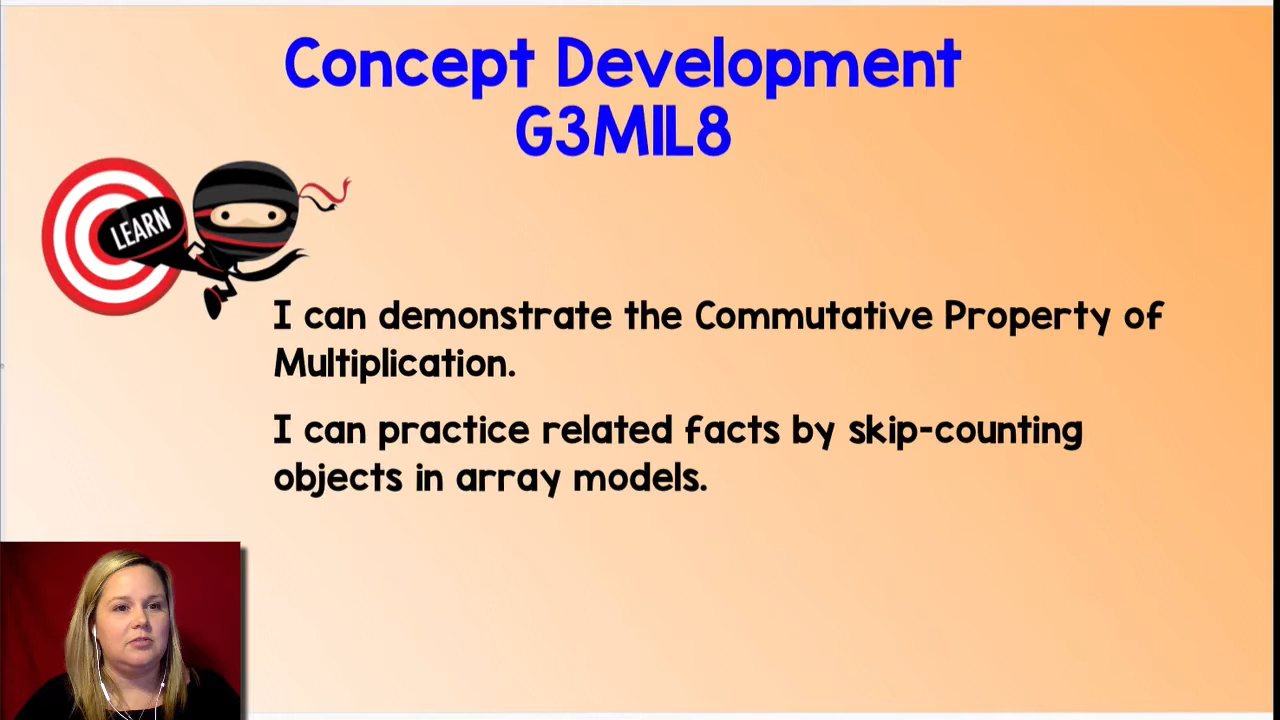 Concept Development
G3M1L8
LEARN
I can demonstrate the Commutative Property of
Multiplication.
I can practice related facts by skip-counting
objects in array models.